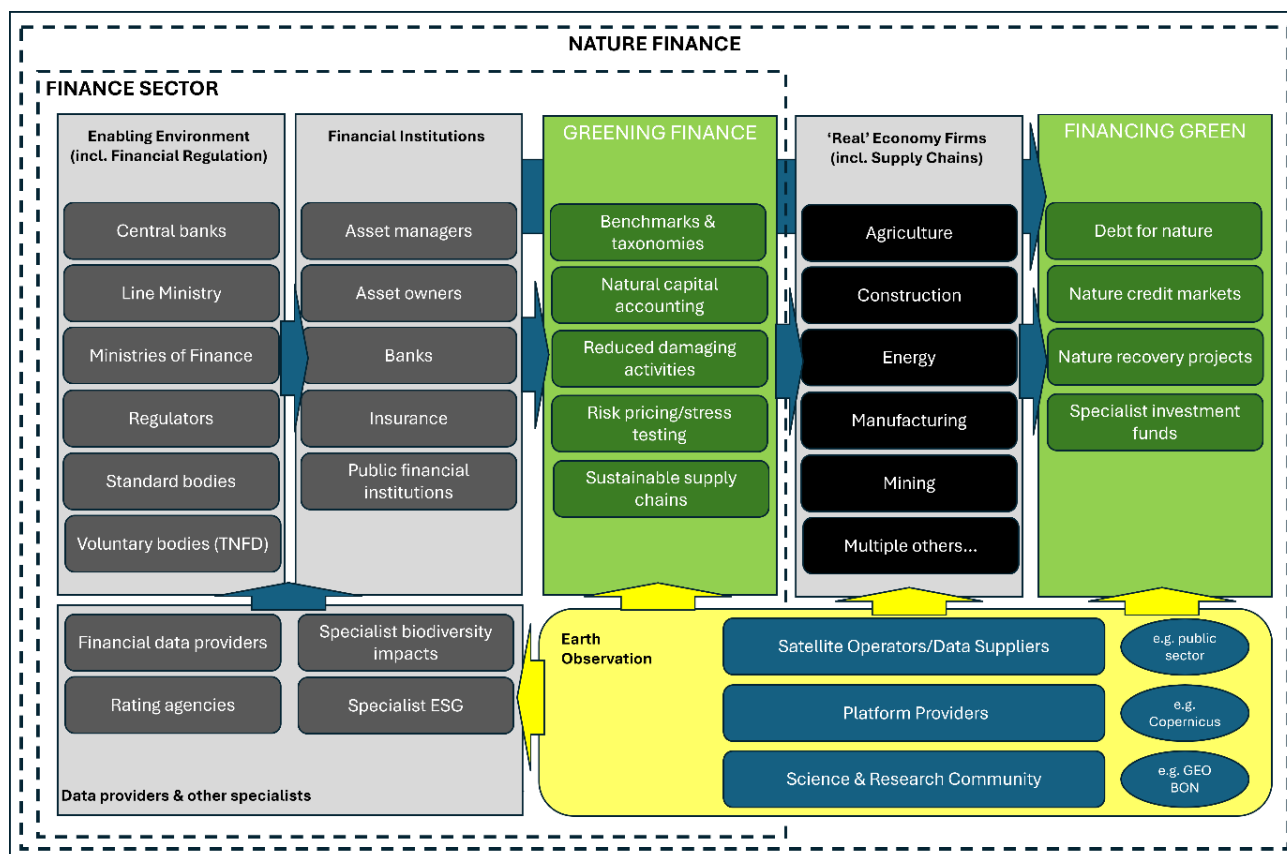 NATURE FINANCE
FINANCE SECTOR
Enabling Environment
(incl. Financial Regulation)
Central banks
Line Ministry
Ministries of Finance
Regulators
Standard bodies
Voluntary bodies (TNFD)
Financial Institutions
Asset managers
Asset owners
Banks
Insurance
Public financial
institutions
GREENING FINANCE
Benchmarks &
taxonomies
Natural capital
accounting
Reduced damaging
activities
Risk pricing/stress
testing
Sustainable supply
chains
‘Real’ Economy Firms
(incl. Supply Chains)
Agriculture
Construction
Energy
Manufacturing
Mining
Multiple others...
FINANCING GREEN
Debt for nature
Nature credit markets
Nature recovery projects
Specialist investment
funds
Financial data providers
Specialist biodiversity
impacts
Rating agencies
Specialist ESG
Data providers & other specialists
Earth
Observation
Satellite Operators/Data Suppliers
e.g. public
sector
Platform Providers
e.g.
Copernicus
Science & Research Community
e.g. GEO
BON